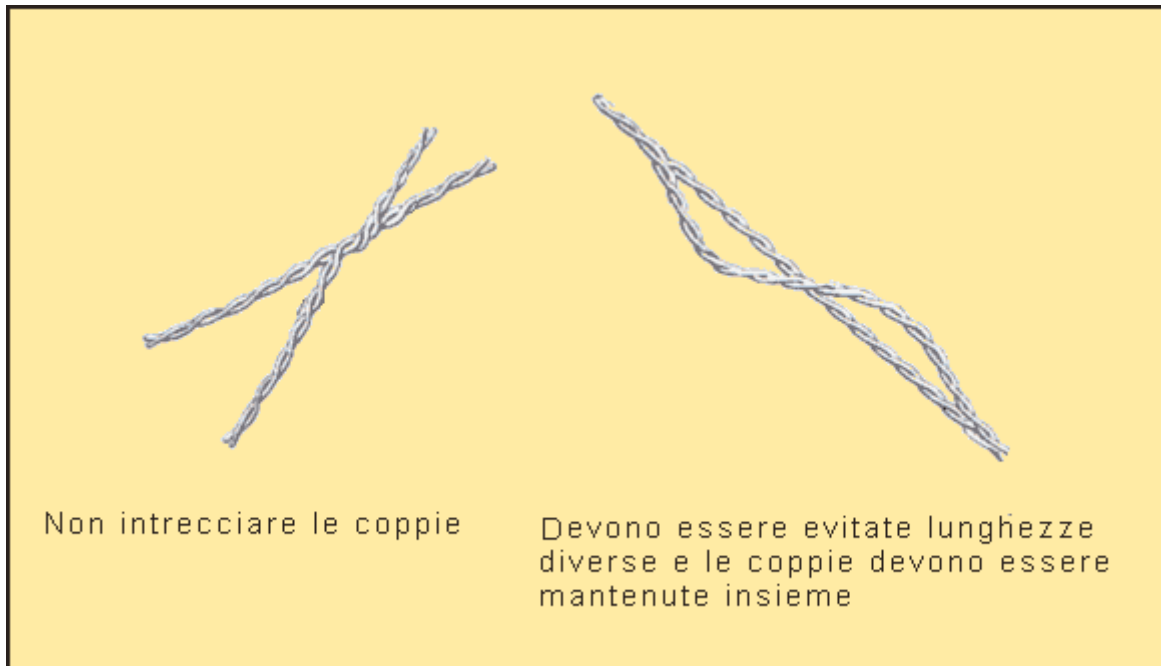 Non intrecciare le coppie
Devono essere evitate lunghezze
diverse e le coppie devono essere
mantenute insieme